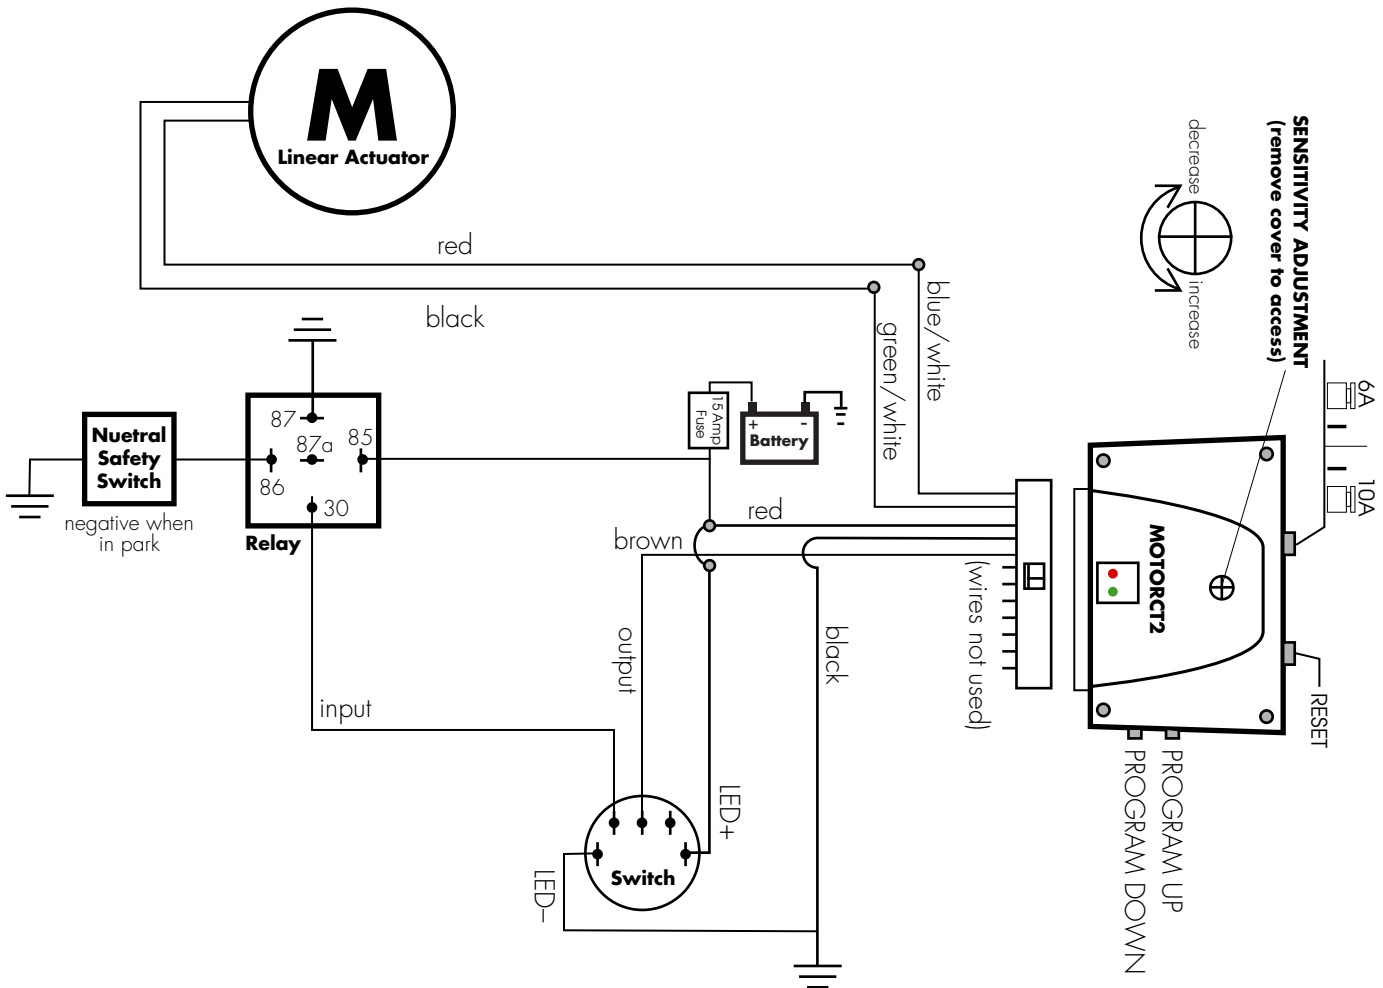 M
Linear Actuator
red
black
blue/white
green/white
decrease
increase
SENSITIVITY ADJUSTMENT
(remove cover to access)
6A
10A
87
87a
85
86
30
Relay
Nuetral
Safety
Switch
negative when
in park
15 Amp
Fuse
+
-
Battery
red
brown
(wires not used)
MOTORCT2
output
black
input
RESET
LED+
LED–
Switch
PROGRAM UP
PROGRAM DOWN